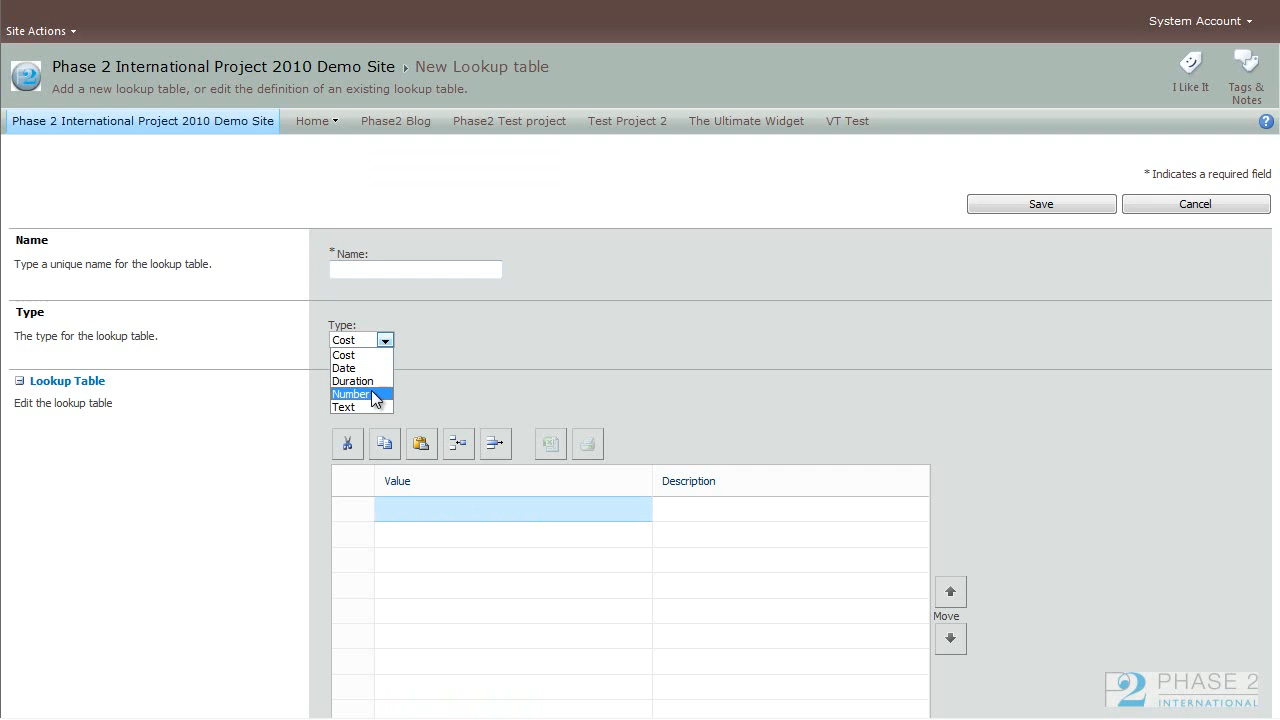 Site Actions
System Account
Phase 2 International Project 2010 Demo Site › New Lookup table
Add a new lookup table, or edit the definition of an existing lookup table.
I Like It
Tags & Notes
Phase 2 International Project 2010 Demo Site
Home
Phase2 Blog
Phase2 Test project
Test Project 2
The Ultimate Widget
VT Test
* Indicates a required field
Save
Cancel
Name
Type a unique name for the lookup table.
* Name:
Type
The type for the lookup table.
Type:
Cost
Cost
Date
Duration
Number
Text
Lookup Table
Edit the lookup table
Value
Description
Move
P2 PHASE 2
INTERNATIONAL